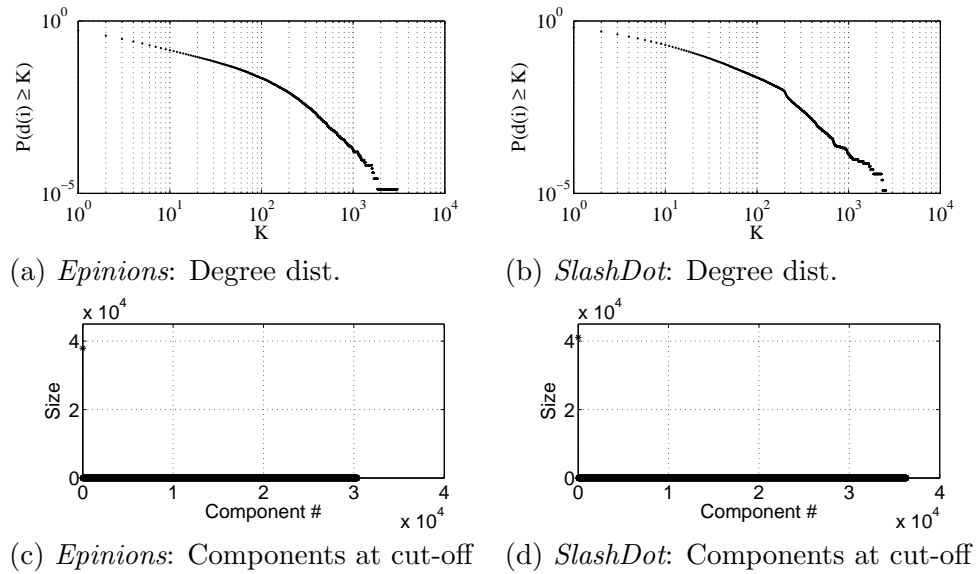 10^0
10^-5
P(d(i) ≥ K)
10^0 10^1 10^2 10^3 10^4
K
(a) Epinions: Degree dist.
10^0
10^-5
P(d(i) ≥ K)
10^0 10^1 10^2 10^3 10^4
K
(b) SlashDot: Degree dist.
x 10^4
4
2
0
Size
0 1 2 3 4
Component #
x 10^4
(c) Epinions: Components at cut-off
x 10^4
4
2
0
Size
0 1 2 3 4
Component #
x 10^4
(d) SlashDot: Components at cut-off